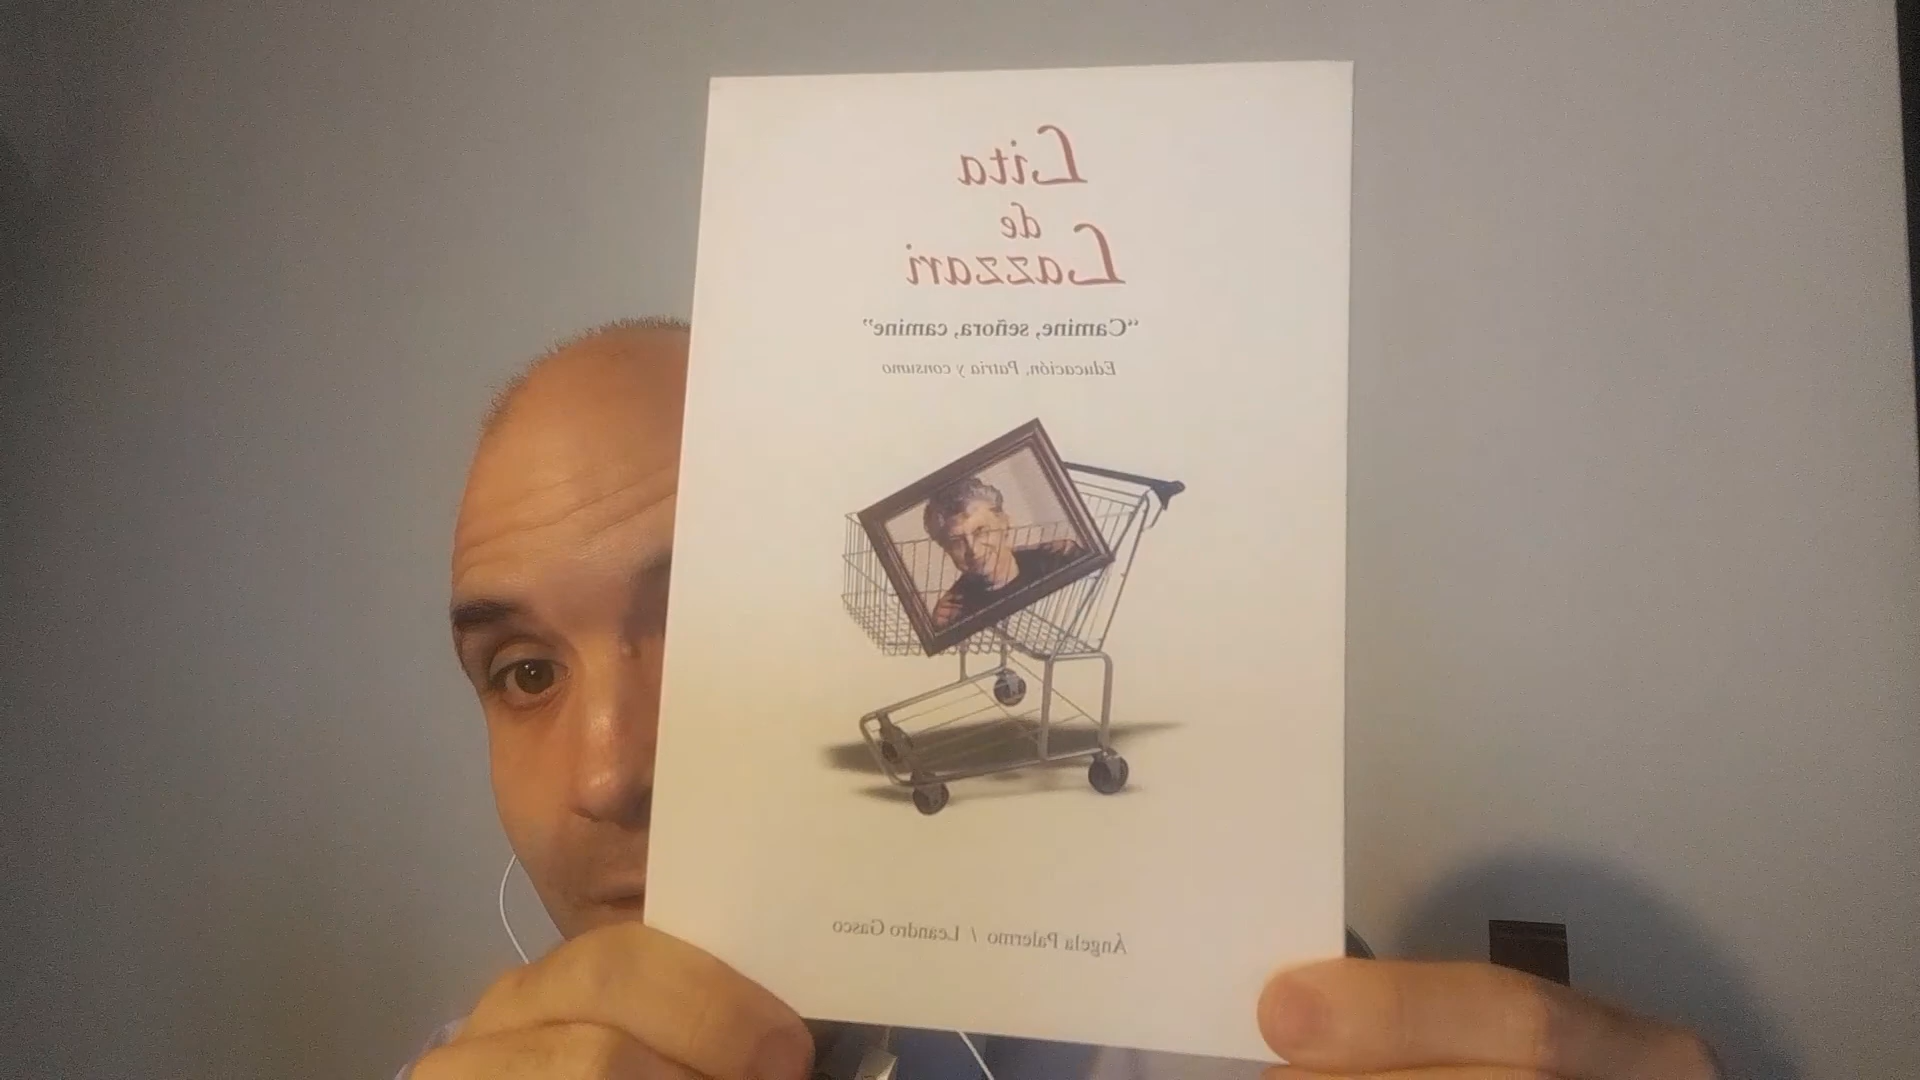 Lita
de
Lazzari
“Camine, señora, camine”
Educación, Patria y consumo
Ángela Palermo / Leandro Gasco